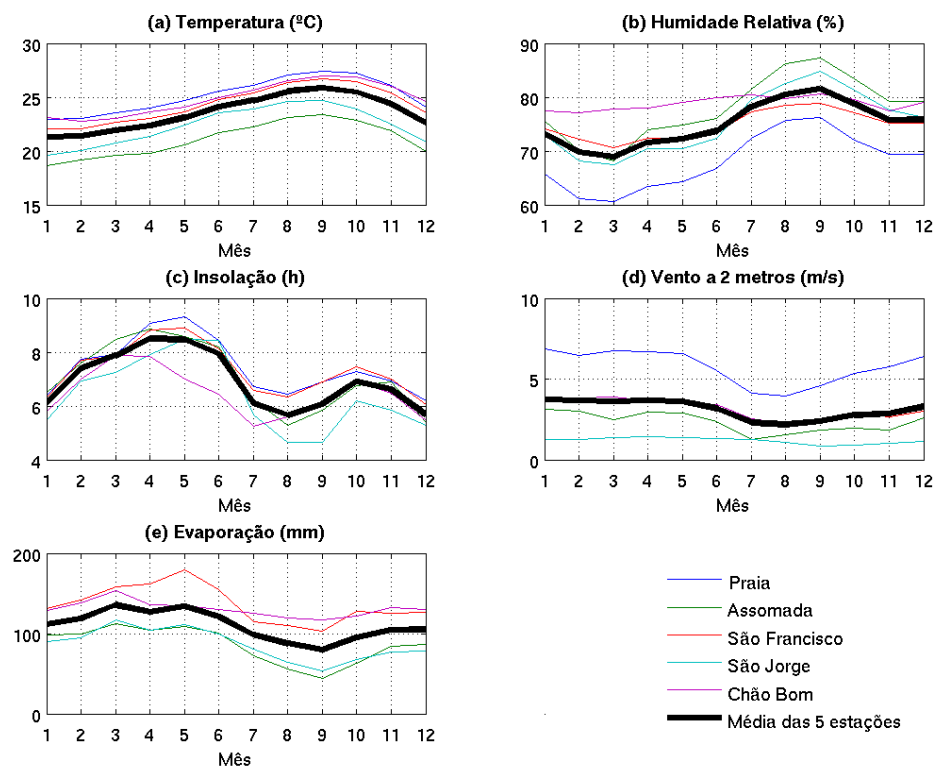 (a) Temperatura (ºC)
30
25
20
15
1 2 3 4 5 6 7 8 9 10 11 12
Mês
(b) Humidade Relativa (%)
90
80
70
60
1 2 3 4 5 6 7 8 9 10 11 12
Mês
(c) Insolação (h)
10
8
6
4
1 2 3 4 5 6 7 8 9 10 11 12
Mês
(d) Vento a 2 metros (m/s)
10
5
0
1 2 3 4 5 6 7 8 9 10 11 12
Mês
(e) Evaporação (mm)
200
100
0
1 2 3 4 5 6 7 8 9 10 11 12
Mês
Praia
Assomada
São Francisco
São Jorge
Chão Bom
Média das 5 estações